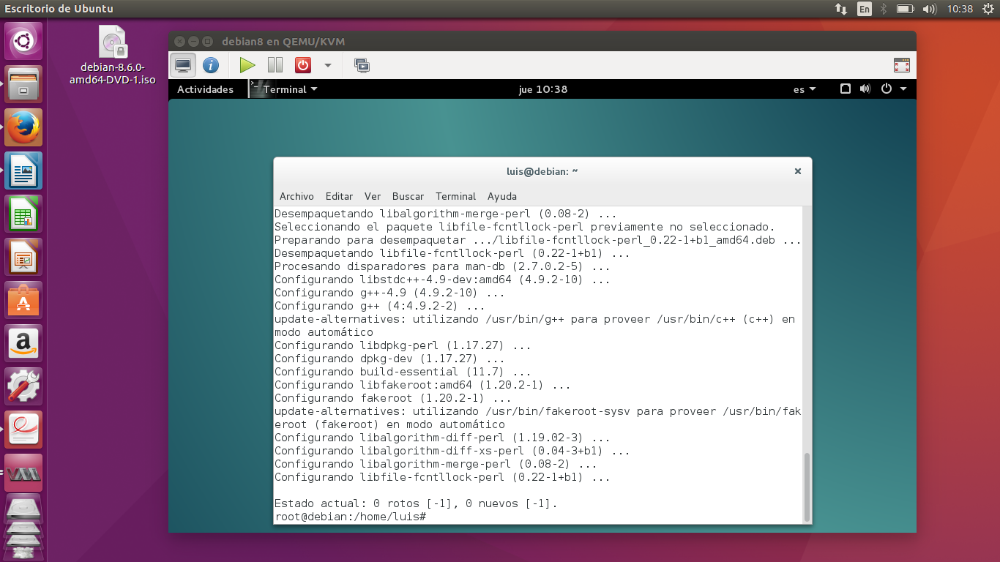 Escritorio de Ubuntu
En
10:38
debian-8.6.0-
amd64-DVD-1.iso
debian8 en QEMU/KVM
Actividades
Terminal
jue 10:38
es
luis@debian: ~
Archivo Editar Ver Buscar Terminal Ayuda
Desempaquetando libalgorithm-merge-perl (0.08-2) ...
Seleccionando el paquete libfile-fcntllock-perl previamente no seleccionado.
Preparando para desempaquetar .../libfile-fcntllock-perl_0.22-1+b1_amd64.deb ...
Desempaquetando libfile-fcntllock-perl (0.22-1+b1) ...
Procesando disparadores para man-db (2.7.0.2-5) ...
Configurando libstdc++-4.9-dev:amd64 (4.9.2-10) ...
Configurando g++-4.9 (4.9.2-10) ...
Configurando g++ (4:4.9.2-2) ...
update-alternatives: utilizando /usr/bin/g++ para proveer /usr/bin/c++ (c++) en
modo automático
Configurando libdpkg-perl (1.17.27) ...
Configurando dpkg-dev (1.17.27) ...
Configurando build-essential (11.7) ...
Configurando libfakeroot:amd64 (1.20.2-1) ...
Configurando fakeroot (1.20.2-1) ...
update-alternatives: utilizando /usr/bin/fakeroot-sysv para proveer /usr/bin/fak
eroot (fakeroot) en modo automático
Configurando libalgorithm-diff-perl (1.19.02-3) ...
Configurando libalgorithm-diff-xs-perl (0.04-3+b1) ...
Configurando libalgorithm-merge-perl (0.08-2) ...
Configurando libfile-fcntllock-perl (0.22-1+b1) ...
Estado actual: 0 rotos [-1], 0 nuevos [-1].
root@debian:/home/luis#